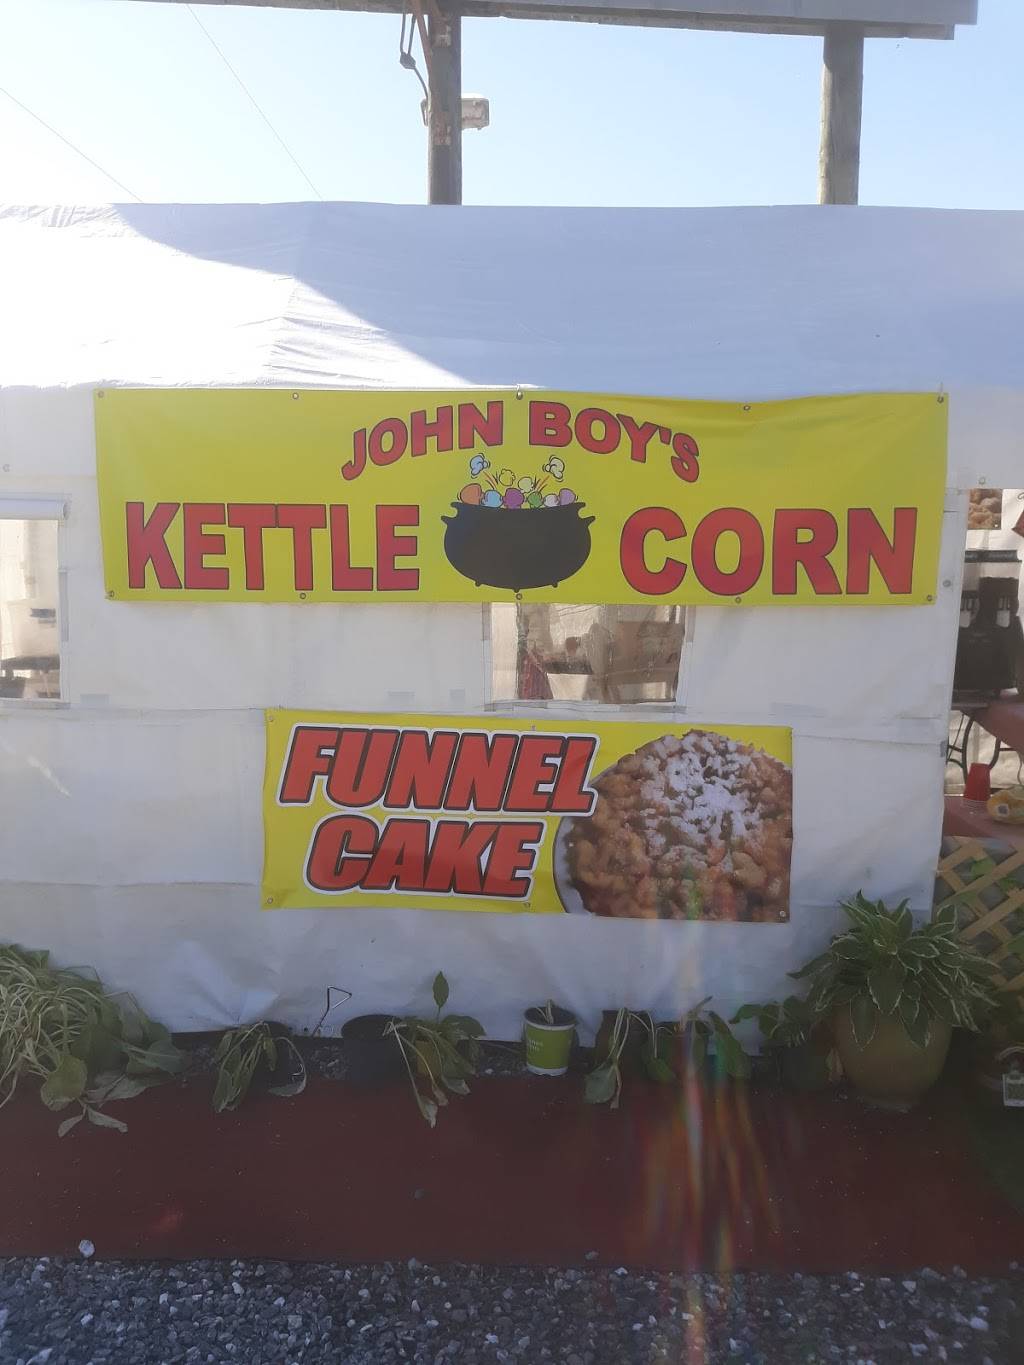 JOHN BOY'S
KETTLE CORN
FUNNEL
CAKE